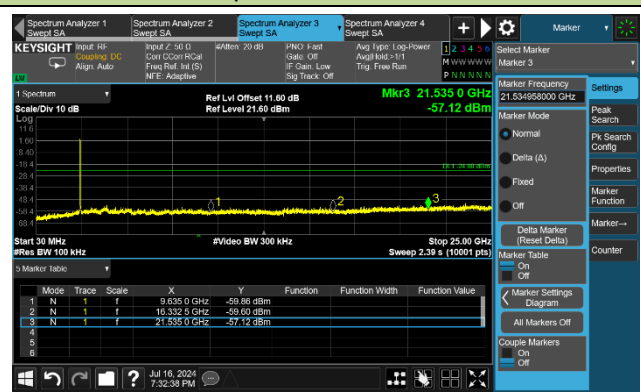 Spectrum Analyzer 1
Swept SA
Spectrum Analyzer 2
Swept SA
Spectrum Analyzer 3
Swept SA
Spectrum Analyzer 4
Swept SA
+
Marker
KEYSIGHT
Input: RF
Coupling: DC
Align: Auto
Input Z: 50 Ω
Corr CCorr RCal
Freq Ref: Int (S)
NFE: Adaptive
#Atten: 20 dB
PNO: Fast
Gate: Off
IF Gain: Low
Sig Track: Off
Avg Type: Log-Power
Avg|Hold:>1/1
Trig: Free Run
1 2 3 4 5 6
M W W W W W
P N N N N N
LXI
Select Marker
Marker 3
1 Spectrum
Scale/Div 10 dB
Ref Lvl Offset 11.60 dB
Ref Level 21.60 dBm
Mkr3 21.535 0 GHz
-57.12 dBm
Log
11.6
1.60
-8.40
-18.4
-28.4
-38.4
-48.4
-58.4
-68.4
1
2
3
Start 30 MHz
#Res BW 100 kHz
#Video BW 300 kHz
Stop 25.00 GHz
Sweep 2.39 s (10001 pts)
5 Marker Table
Mode Trace Scale X Y Function Function Width Function Value
1 N 1 f 9.635 0 GHz -59.86 dBm
2 N 1 f 16.332 5 GHz -59.60 dBm
3 N 1 f 21.535 0 GHz -57.12 dBm
4
5
6
Marker Frequency
21.534958000 GHz
Marker Mode
Normal
Delta (Δ)
Fixed
Off
Delta Marker
(Reset Delta)
Marker Table
On
Off
Marker Settings
Diagram
All Markers Off
Couple Markers
On
Off
Settings
Peak
Search
Pk Search
Config
Properties
Marker
Function
Marker→
Counter
?
Jul 16, 2024
7:32:38 PM